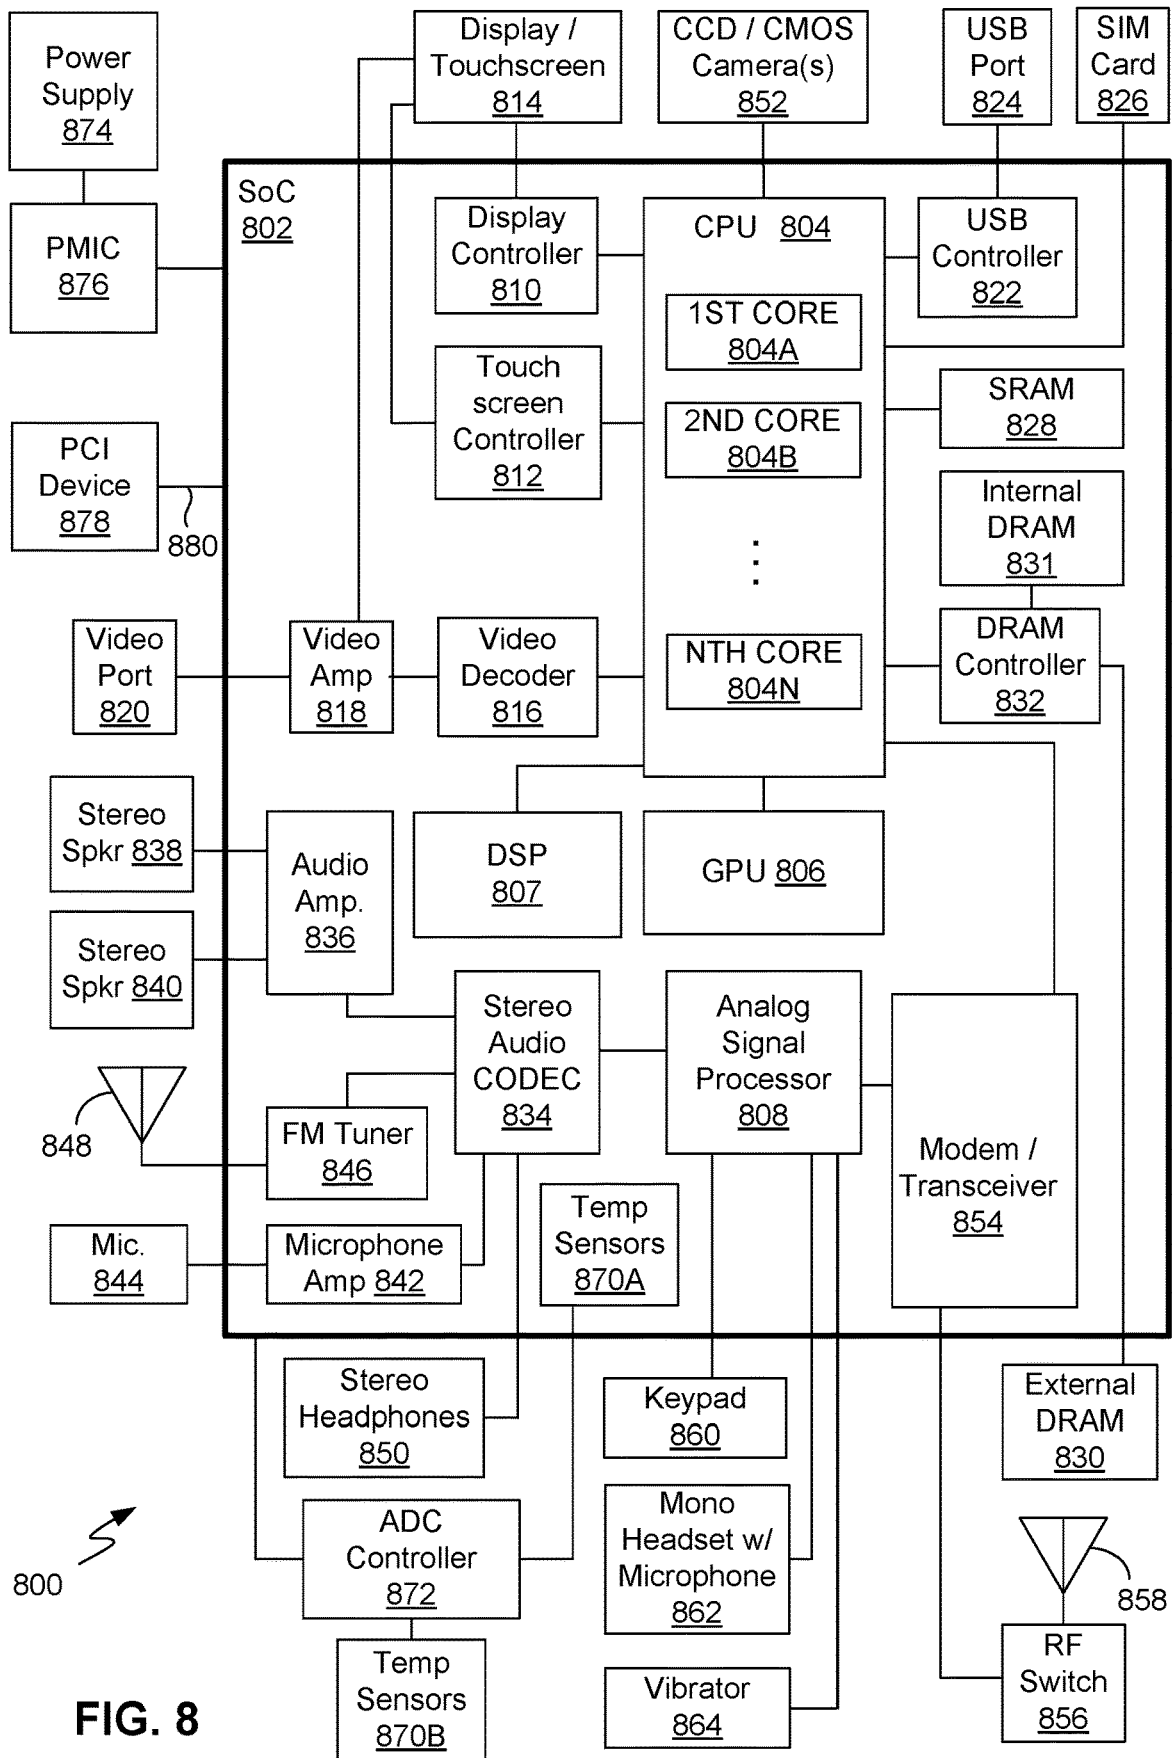 Power
Supply
874
Display /
Touchscreen
814
CCD / CMOS
Camera(s)
852
USB
Port
824
SIM
Card
826
PMIC
876
SoC
802
Display
Controller
810
CPU 804
USB
Controller
822
1ST CORE
804A
Touch
screen
Controller
812
2ND CORE
804B
SRAM
828
PCI
Device
878
880
Internal
DRAM
831
Video
Port
820
Video
Amp
818
Video
Decoder
816
NTH CORE
804N
DRAM
Controller
832
Stereo
Spkr 838
Audio
Amp.
836
DSP
807
GPU 806
Stereo
Spkr 840
Stereo
Audio
CODEC
834
Analog
Signal
Processor
808
Modem /
Transceiver
854
848
FM Tuner
846
Mic.
844
Microphone
Amp 842
Temp
Sensors
870A
Stereo
Headphones
850
Keypad
860
External
DRAM
830
ADC
Controller
872
Mono
Headset w/
Microphone
862
800
858
Temp
Sensors
870B
Vibrator
864
RF
Switch
856
FIG. 8